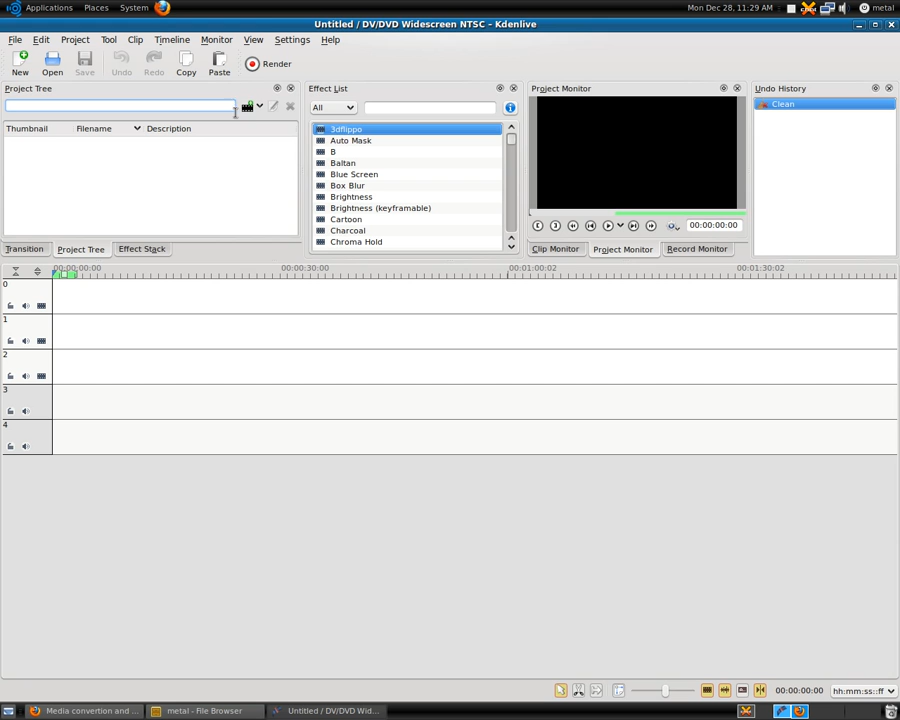 Applications Places System Mon Dec 28, 11:29 AM metal
Untitled / DV/DVD Widescreen NTSC - Kdenlive
File Edit Project Tool Clip Timeline Monitor View Settings Help
New Open Save Undo Redo Copy Paste Render
Project Tree Effect List Project Monitor Undo History
All Clean
Thumbnail Filename Description
3dflippo
Auto Mask
B
Baltan
Blue Screen
Box Blur
Brightness
Brightness (keyframable)
Cartoon
Charcoal
Chroma Hold
00:00:00:00
Transition Project Tree Effect Stack Clip Monitor Project Monitor Record Monitor
00:00:00:00 00:00:30:00 00:01:00:02 00:01:30:02
0
1
2
3
4
00:00:00:00 hh:mm:ss::ff
Media convertion and ... metal - File Browser Untitled / DV/DVD Wid...